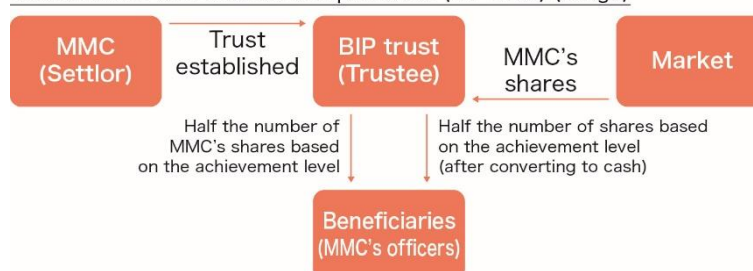 MMC
(Settlor)
Trust
established
BIP trust
(Trustee)
MMC's
shares
Market
Half the number of
MMC's shares based
on the achievement level
Half the number of shares based
on the achievement level
(after converting to cash)
Beneficiaries
(MMC's officers)